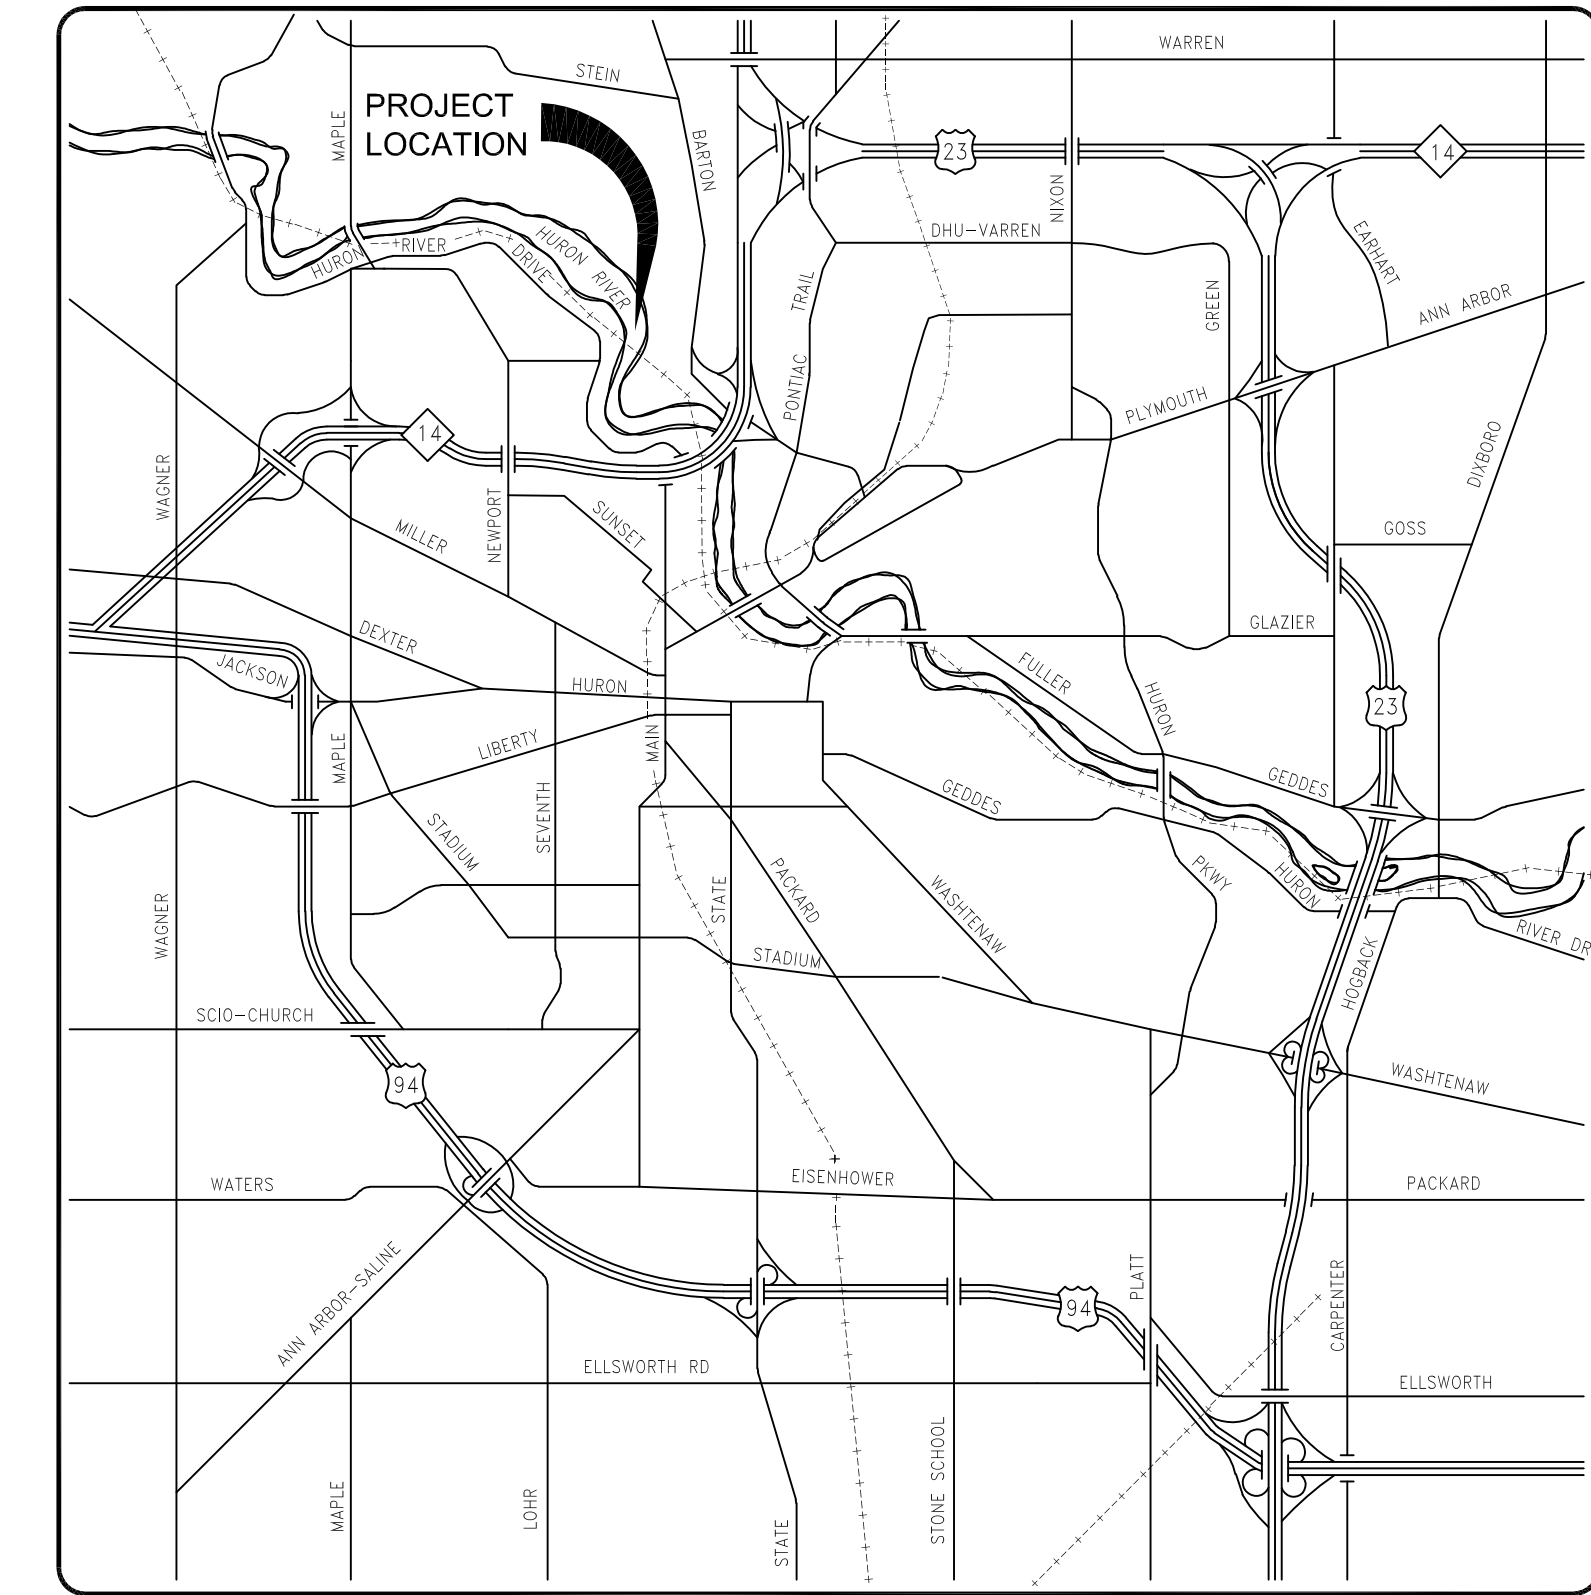 WARREN
STEIN
PROJECT
LOCATION
MAPLE
BARTON
23
14
NIXON
DHU-VARREN
EARHART
HURON
RIVER
DRIVE
HURON RIVER
TRAIL
PONTIAC
GREEN
ANN ARBOR
PLYMOUTH
14
WAGNER
NEWPORT
MILLER
SUNSET
DIXBORO
GOSS
DEXTER
GLAZIER
JACKSON
HURON
FULLER
HURON
23
MAPLE
LIBERTY
MAIN
GEDDES
GEDDES
STADIUM
SEVENTH
STATE
PACKARD
WASHTENAW
PKWY
HURON
RIVER DR
WAGNER
STADIUM
HOGBACK
SCIO-CHURCH
94
WASHTENAW
WATERS
EISENHOWER
PACKARD
ANN ARBOR-SALINE
PLATT
94
CARPENTER
ELLSWORTH RD
ELLSWORTH
MAPLE
LOHR
STATE
STONE SCHOOL